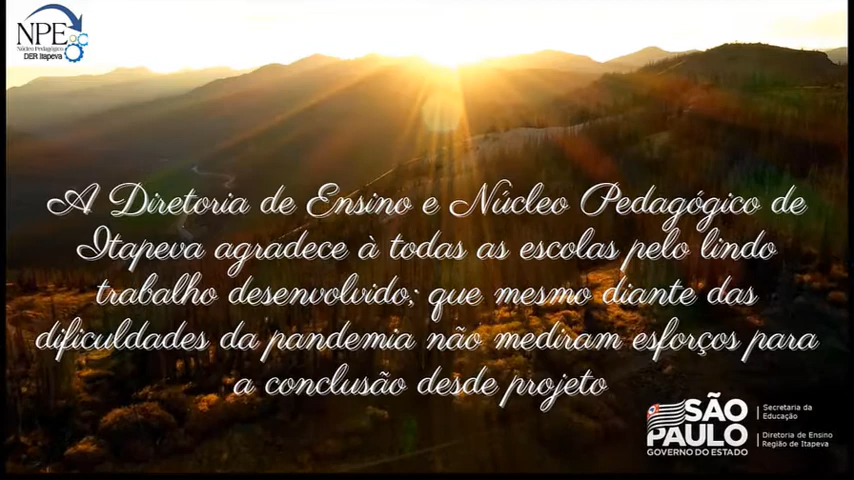 NPE
Núcleo Pedagógico
DER Itapeva
A Diretoria de Ensino e Núcleo Pedagógico de
Itapeva agradece à todas as escolas pelo lindo
trabalho desenvolvido; que mesmo diante das
dificuldades da pandemia não mediram esforços para
a conclusão desde projeto
SÃO
PAULO
GOVERNO DO ESTADO
Secretaria da
Educação
Diretoria de Ensino
Região de Itapeva